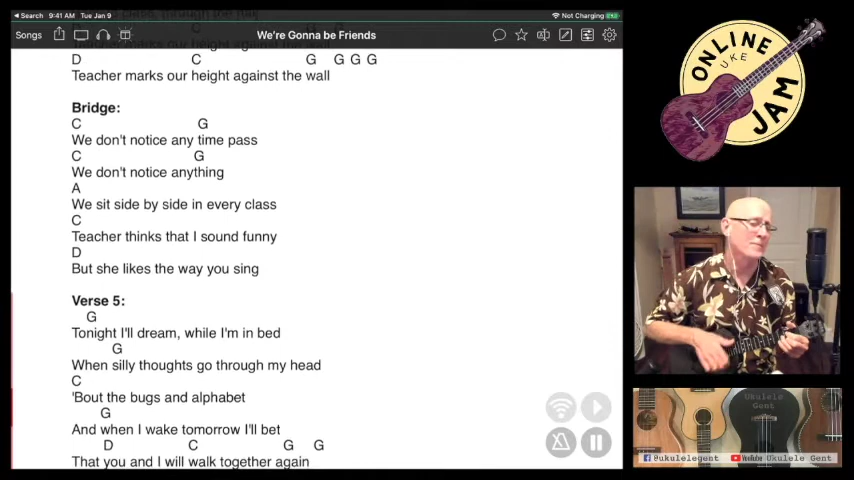 Search 9:41 AM Tue Jan 9
Not Charging
Songs
We're Gonna be Friends
D C G G G G
Teacher marks our height against the wall
Bridge:
C G
We don't notice any time pass
C G
We don't notice anything
A
We sit side by side in every class
C
Teacher thinks that I sound funny
D
But she likes the way you sing
Verse 5:
G
Tonight I'll dream, while I'm in bed
G
When silly thoughts go through my head
C
'Bout the bugs and alphabet
G
And when I wake tomorrow I'll bet
D C G G
That you and I will walk together again
ONLINE
UKE
JAM
Ukulele
Gent
@ukulelegent
YouTube Ukulele Gent